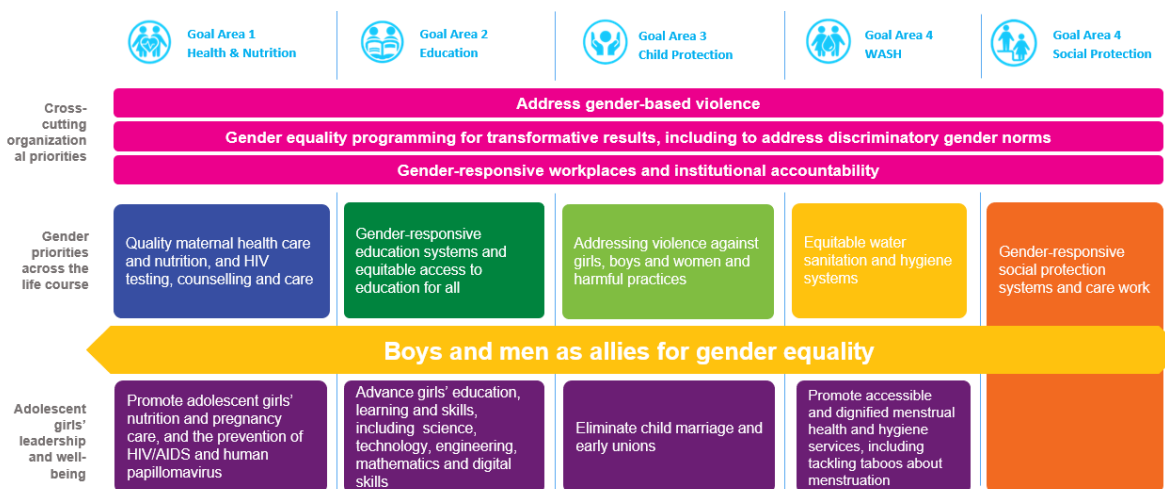 Goal Area 1
Health & Nutrition
Goal Area 2
Education
Goal Area 3
Child Protection
Goal Area 4
WASH
Goal Area 4
Social Protection
Cross-
cutting
organization
al priorities
Address gender-based violence
Gender equality programming for transformative results, including to address discriminatory gender norms
Gender-responsive workplaces and institutional accountability
Gender
priorities
across the
life course
Quality maternal health care
and nutrition, and HIV
testing, counselling and care
Gender-responsive
education systems and
equitable access to
education for all
Addressing violence against
girls, boys and women and
harmful practices
Equitable water
sanitation and hygiene
systems
Gender-responsive
social protection
systems and care work
Boys and men as allies for gender equality
Adolescent
girls'
leadership
and well-
being
Promote adolescent girls'
nutrition and pregnancy
care, and the prevention of
HIV/AIDS and human
papillomavirus
Advance girls' education,
learning and skills,
including science,
technology, engineering,
mathematics and digital
skills
Eliminate child marriage and
early unions
Promote accessible
and dignified menstrual
health and hygiene
services, including
tackling taboos about
menstruation